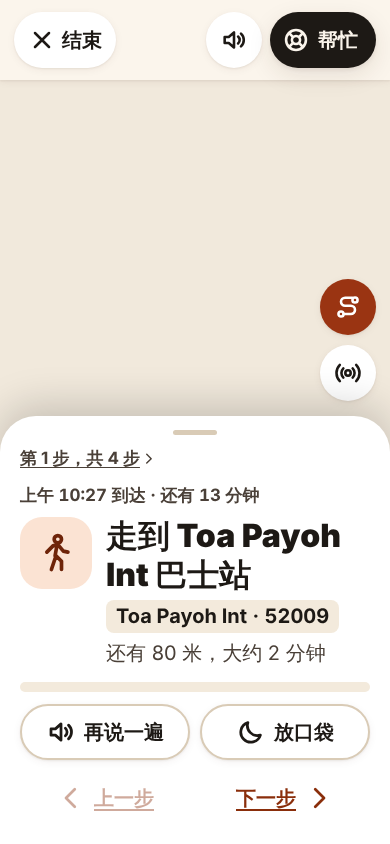 结束
帮忙
第 1 步，共 4 步
上午 10:27 到达 · 还有 13 分钟
走到 Toa Payoh
Int 巴士站
Toa Payoh Int · 52009
还有 80 米，大约 2 分钟
再说一遍
放口袋
上一步
下一步